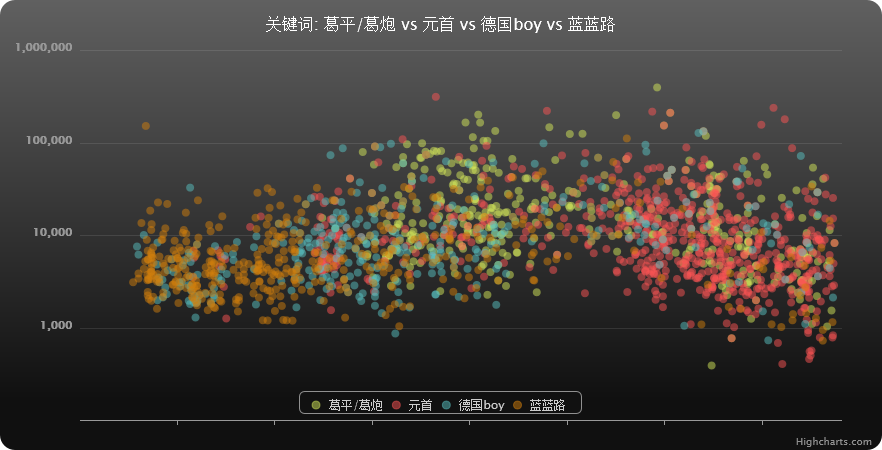 关键词: 葛平/葛炮 vs 元首 vs 德国boy vs 蓝蓝路
1,000,000
100,000
10,000
1,000
葛平/葛炮 元首 德国boy 蓝蓝路
Highcharts.com